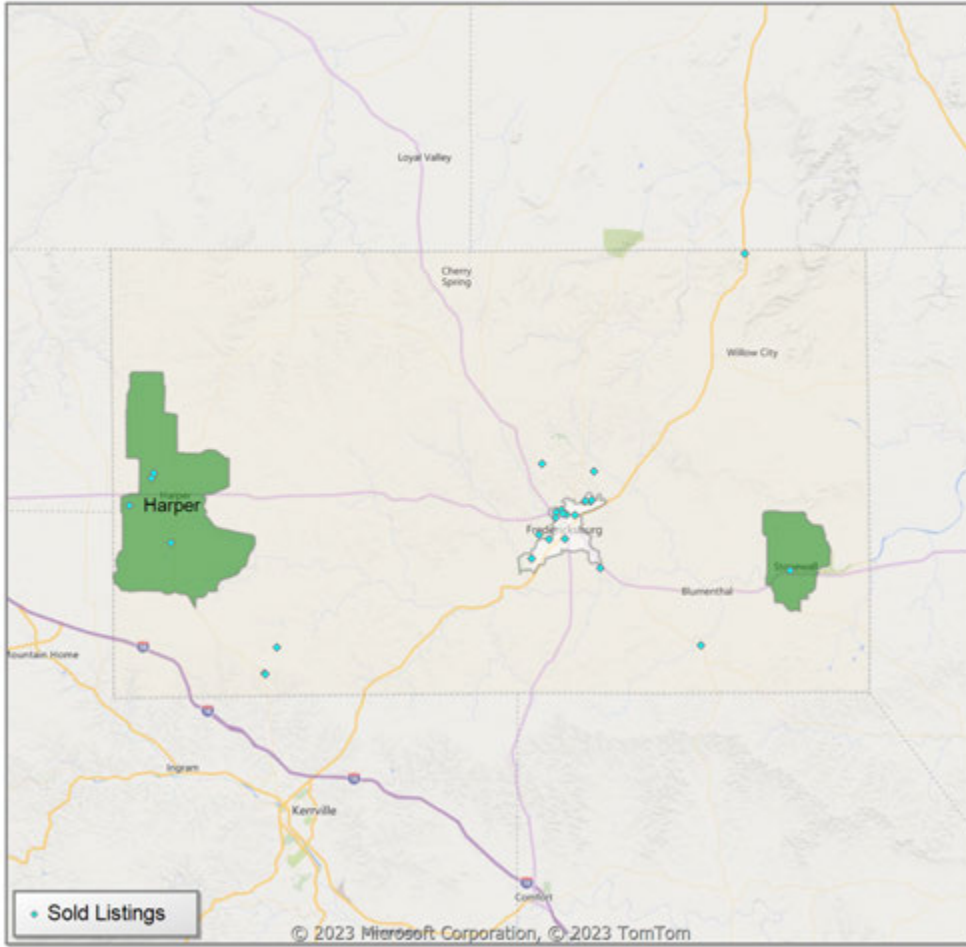 Loyal Valley
Cherry
Spring
Willow City
Harper
Harper
Fredericksburg
Stonewall
Blumenthal
Mountain Home
Ingram
Kerrville
Comfort
Sold Listings
© 2023 Microsoft Corporation, © 2023 TomTom